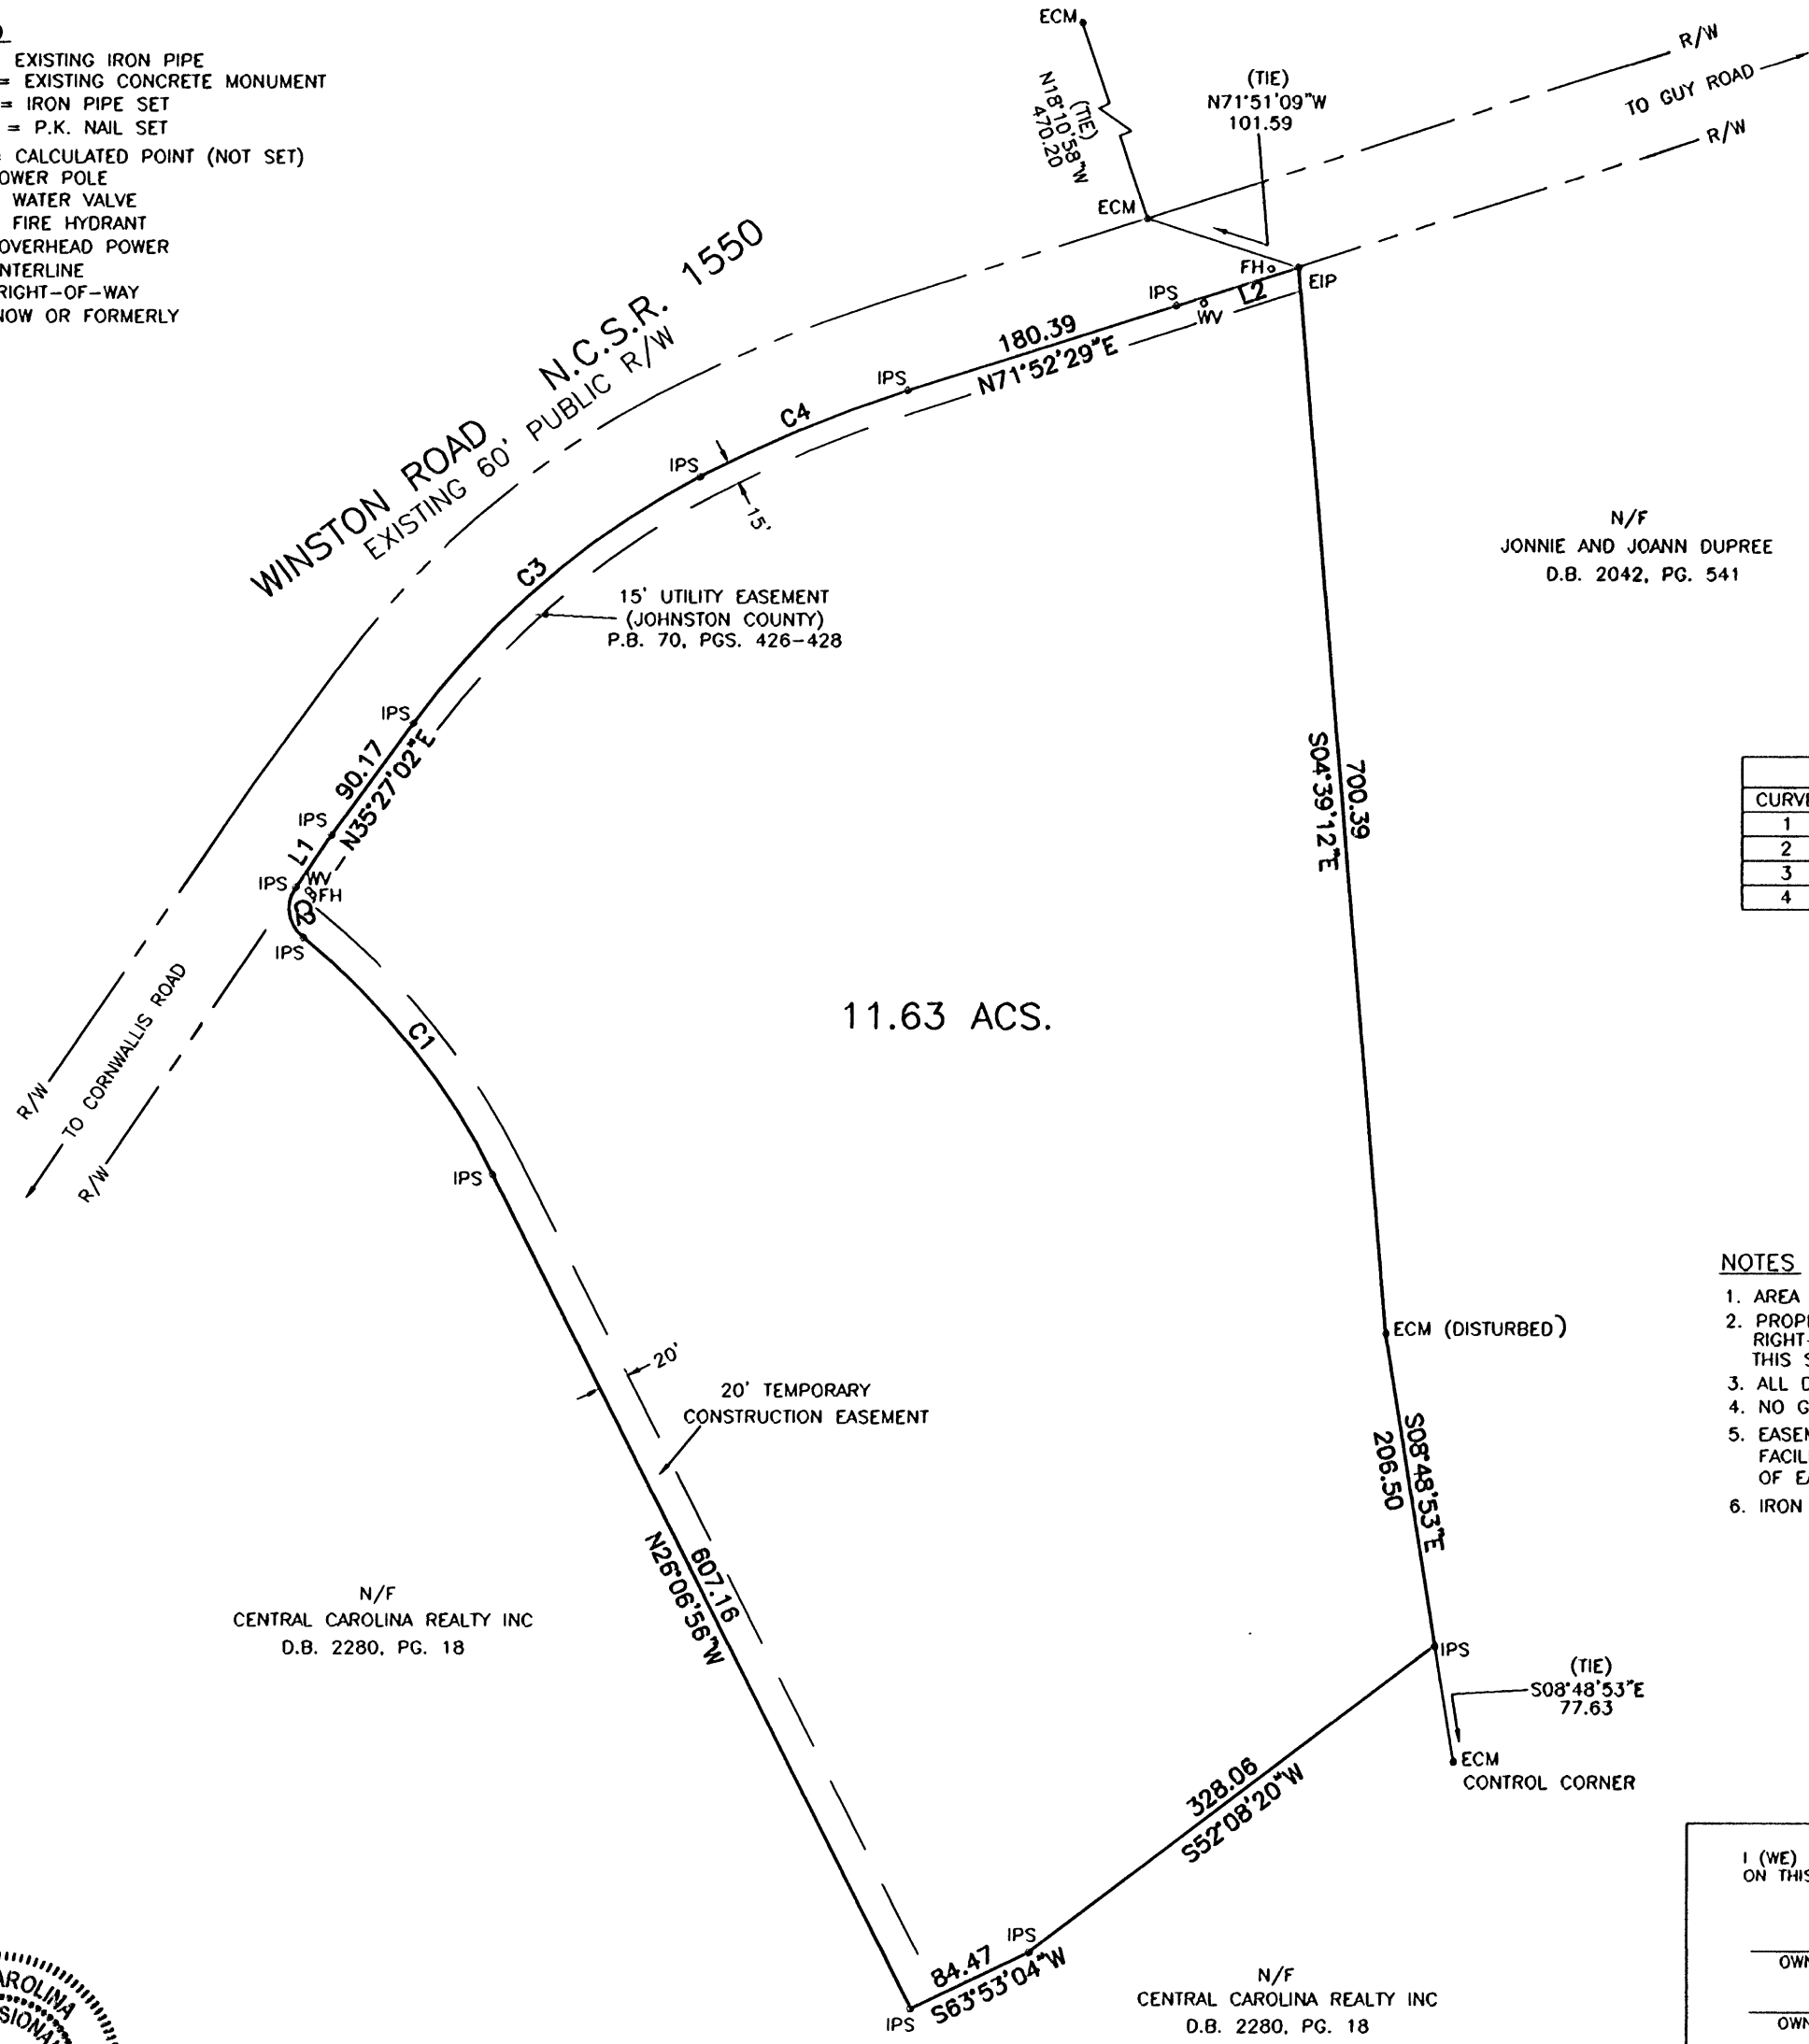 EXISTING IRON PIPE
= EXISTING CONCRETE MONUMENT
= IRON PIPE SET
= P.K. NAIL SET
= CALCULATED POINT (NOT SET)
OWER POLE
WATER VALVE
FIRE HYDRANT
OVERHEAD POWER
NTERLINE
RIGHT-OF-WAY
NOW OR FORMERLY
ECM
(TIE)
N18°10'58"W
470.20
(TIE)
N71°51'09"W
101.59
R/W
TO GUY ROAD
R/W
ECM
FH
EIP
L2
IPS
WV
180.39
N71°52'29"E
IPS
C4
IPS
15'
WINSTON ROAD N.C.S.R. 1550
EXISTING 60' PUBLIC R/W
C3
15' UTILITY EASEMENT
(JOHNSTON COUNTY)
P.B. 70, PGS. 426-428
N/F
JONNIE AND JOANN DUPREE
D.B. 2042, PG. 541
IPS
90.17
N35°27'02"E
IPS
L1
IPS
WV
FH
C2
IPS
700.39
S04°39'12"E
CURVE
1
2
3
4
R/W
TO CORNWALLIS ROAD
R/W
C1
11.63 ACS.
IPS
20'
20' TEMPORARY
CONSTRUCTION EASEMENT
ECM (DISTURBED)
S08°48'53"E
206.50
NOTES
1. AREA
2. PROP
RIGHT-
THIS S
3. ALL D
4. NO G
5. EASEM
FACIL
OF EA
6. IRON
607.16
N26°06'56"W
N/F
CENTRAL CAROLINA REALTY INC
D.B. 2280, PG. 18
IPS
(TIE)
S08°48'53"E
77.63
ECM
CONTROL CORNER
328.06
S52°08'20"W
IPS
84.47
S63°53'04"W
IPS
N/F
CENTRAL CAROLINA REALTY INC
D.B. 2280, PG. 18
I (WE)
ON THIS
OWN
OWN
AROLINA
SIONA